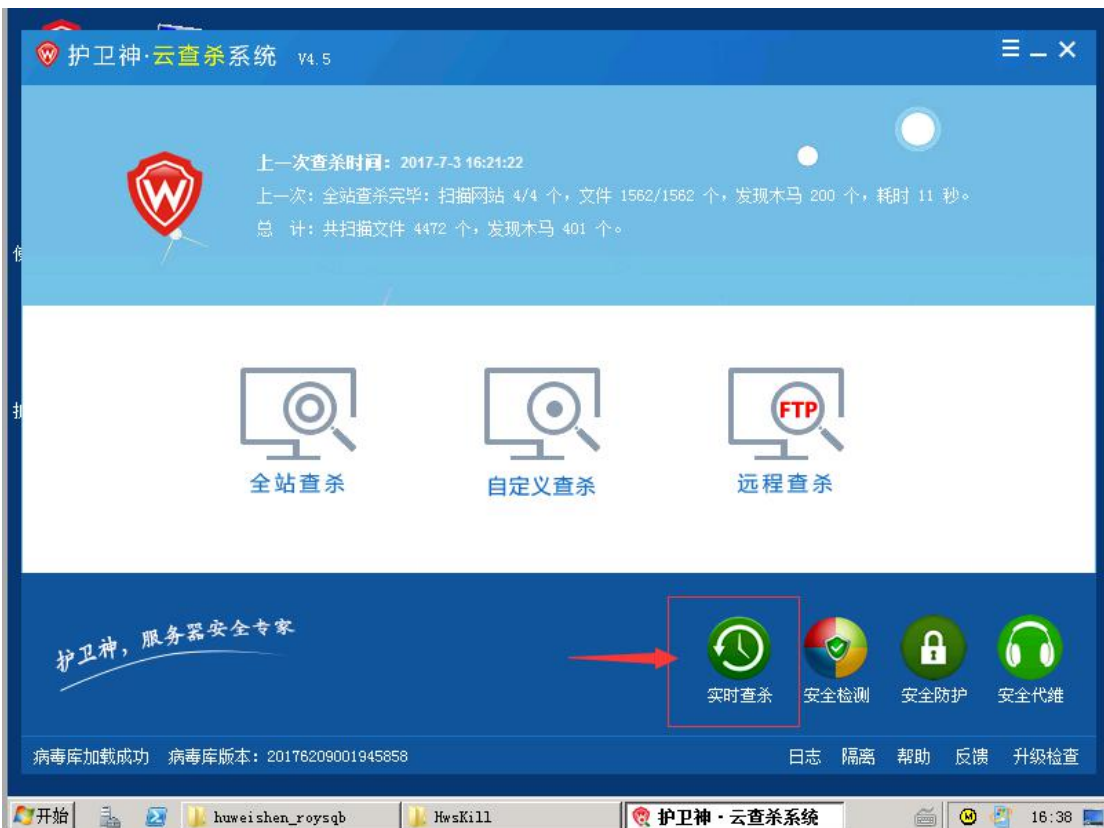 护卫神·云查杀系统 V4.5
上一次查杀时间：2017-7-3 16:21:22
上一次：全站查杀完毕：扫描网站 4/4 个，文件 1562/1562 个，发现木马 200 个，耗时 11 秒。
总 计：共扫描文件 4472 个，发现木马 401 个。
全站查杀
自定义查杀
FTP
远程查杀
护卫神，服务器安全专家
实时查杀
安全检测
安全防护
安全代维
病毒库加载成功 病毒库版本：20176209001945858
日志 隔离 帮助 反馈 升级检查
开始 huweishen_roysqb HwsKill 护卫神·云查杀系统 16:38